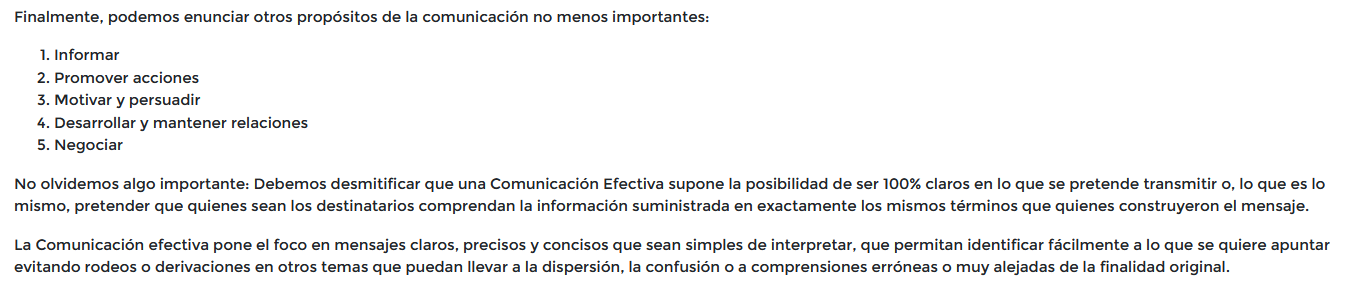 Finalmente, podemos enunciar otros propósitos de la comunicación no menos importantes:
1. Informar
2. Promover acciones
3. Motivar y persuadir
4. Desarrollar y mantener relaciones
5. Negociar
No olvidemos algo importante: Debemos desmitificar que una Comunicación Efectiva supone la posibilidad de ser 100% claros en lo que se pretende transmitir o, lo que es lo
mismo, pretender que quienes sean los destinatarios comprendan la información suministrada en exactamente los mismos términos que quienes construyeron el mensaje.
La Comunicación efectiva pone el foco en mensajes claros, precisos y concisos que sean simples de interpretar, que permitan identificar fácilmente a lo que se quiere apuntar
evitando rodeos o derivaciones en otros temas que puedan llevar a la dispersión, la confusión o a comprensiones erróneas o muy alejadas de la finalidad original.